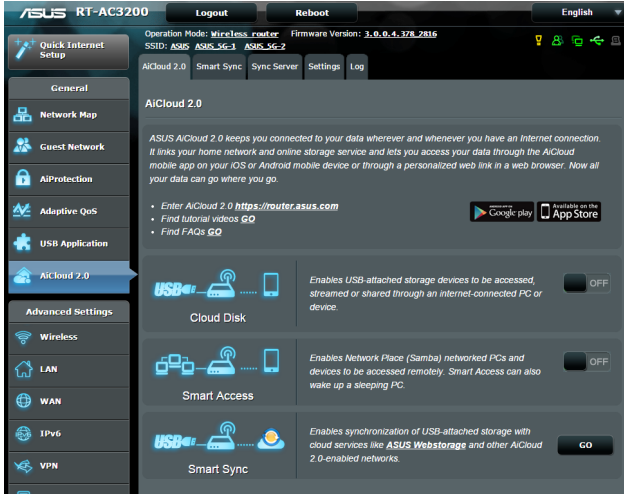 ASUS RT-AC3200 Logout Reboot English
Quick Internet Setup
Operation Mode: Wireless router Firmware Version: 3.0.0.4.378_2816
SSID: ASUS ASUS_5G-1 ASUS_5G-2
AiCloud 2.0 Smart Sync Sync Server Settings Log
General
Network Map
Guest Network
AiProtection
Adaptive QoS
USB Application
AiCloud 2.0
Advanced Settings
Wireless
LAN
WAN
IPv6
VPN
AiCloud 2.0
ASUS AiCloud 2.0 keeps you connected to your data wherever and whenever you have an Internet connection.
It links your home network and online storage service and lets you access your data through the AiCloud
mobile app on your iOS or Android mobile device or through a personalized web link in a web browser. Now all
your data can go where you go.
• Enter AiCloud 2.0 https://router.asus.com
• Find tutorial videos GO
• Find FAQs GO
Google play
Available on the
App Store
USB
Cloud Disk
Enables USB-attached storage devices to be accessed,
streamed or shared through an internet-connected PC or
device.
OFF
Smart Access
Enables Network Place (Samba) networked PCs and
devices to be accessed remotely. Smart Access can also
wake up a sleeping PC.
OFF
USB
Smart Sync
Enables synchronization of USB-attached storage with
cloud services like ASUS Webstorage and other AiCloud
2.0-enabled networks.
GO